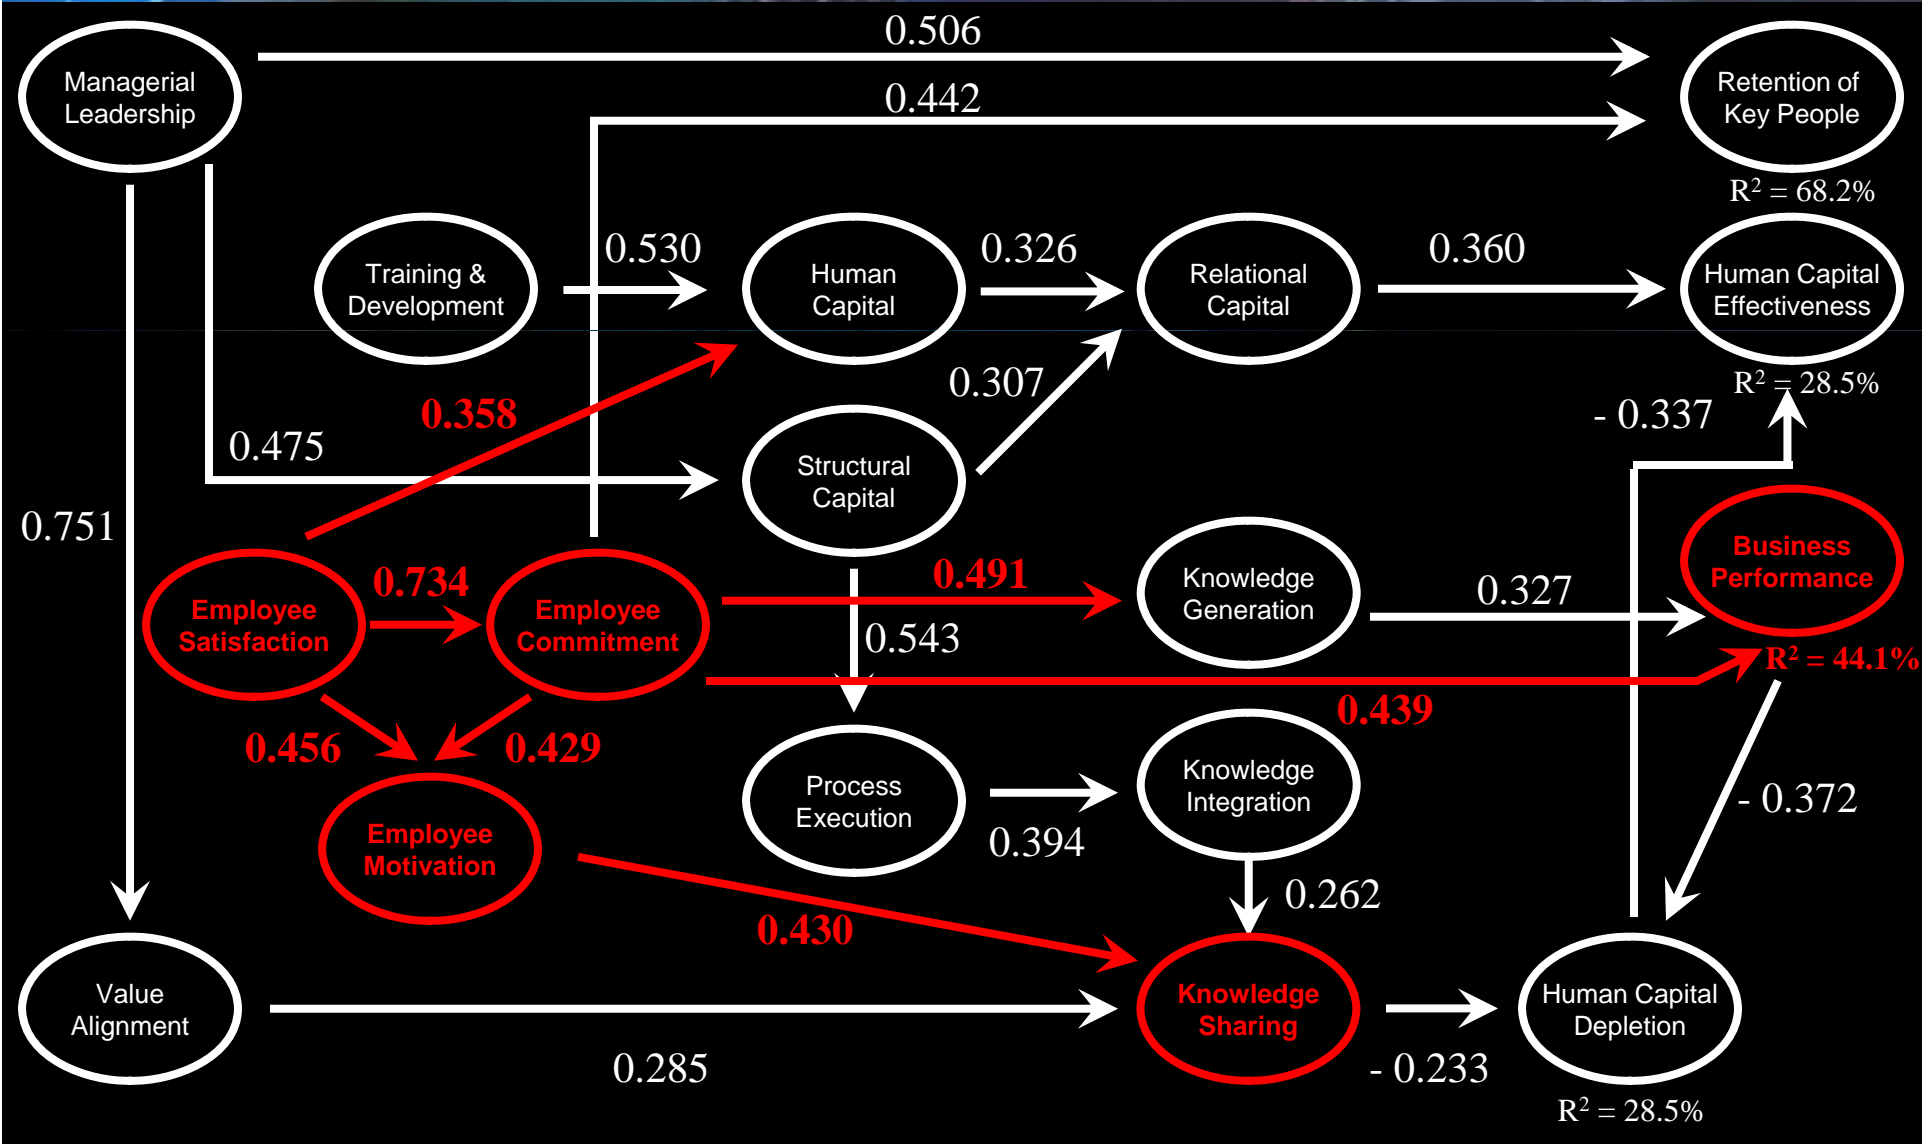 0.506
Managerial
Leadership
Retention of
Key People
0.442
R² = 68.2%
Training &
Development
0.530
Human
Capital
0.326
Relational
Capital
0.360
Human Capital
Effectiveness
R² = 28.5%
0.358
0.307
- 0.337
0.475
Structural
Capital
0.751
Employee
Satisfaction
0.734
Employee
Commitment
0.491
Knowledge
Generation
0.327
Business
Performance
0.543
R² = 44.1%
0.439
0.456
0.429
Process
Execution
0.394
Knowledge
Integration
- 0.372
Employee
Motivation
0.262
0.430
Value
Alignment
0.285
Knowledge
Sharing
- 0.233
Human Capital
Depletion
R² = 28.5%